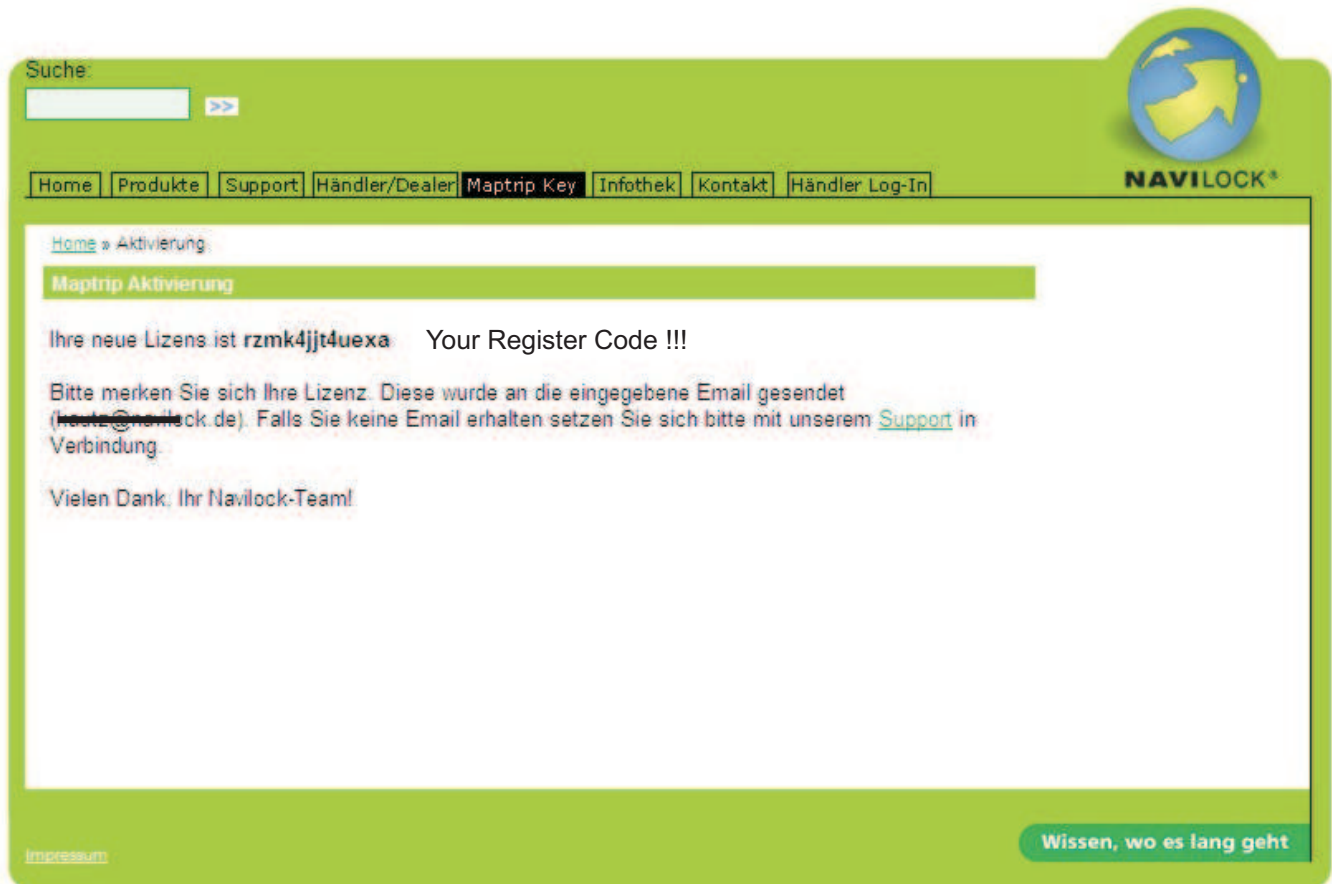 Suche:
>>
Home Produkte Support Händler/Dealer Maptrip Key Infothek Kontakt Händler Log-In
NAVILOCK®
Home » Aktivierung
Maptrip Aktivierung
Ihre neue Lizens ist rzmk4jjt4uexa Your Register Code !!!
Bitte merken Sie sich Ihre Lizenz. Diese wurde an die eingegebene Email gesendet
ck.de). Falls Sie keine Email erhalten setzen Sie sich bitte mit unserem Support in
Verbindung.
Vielen Dank, Ihr Navilock-Team!
Wissen, wo es lang geht
Impressum